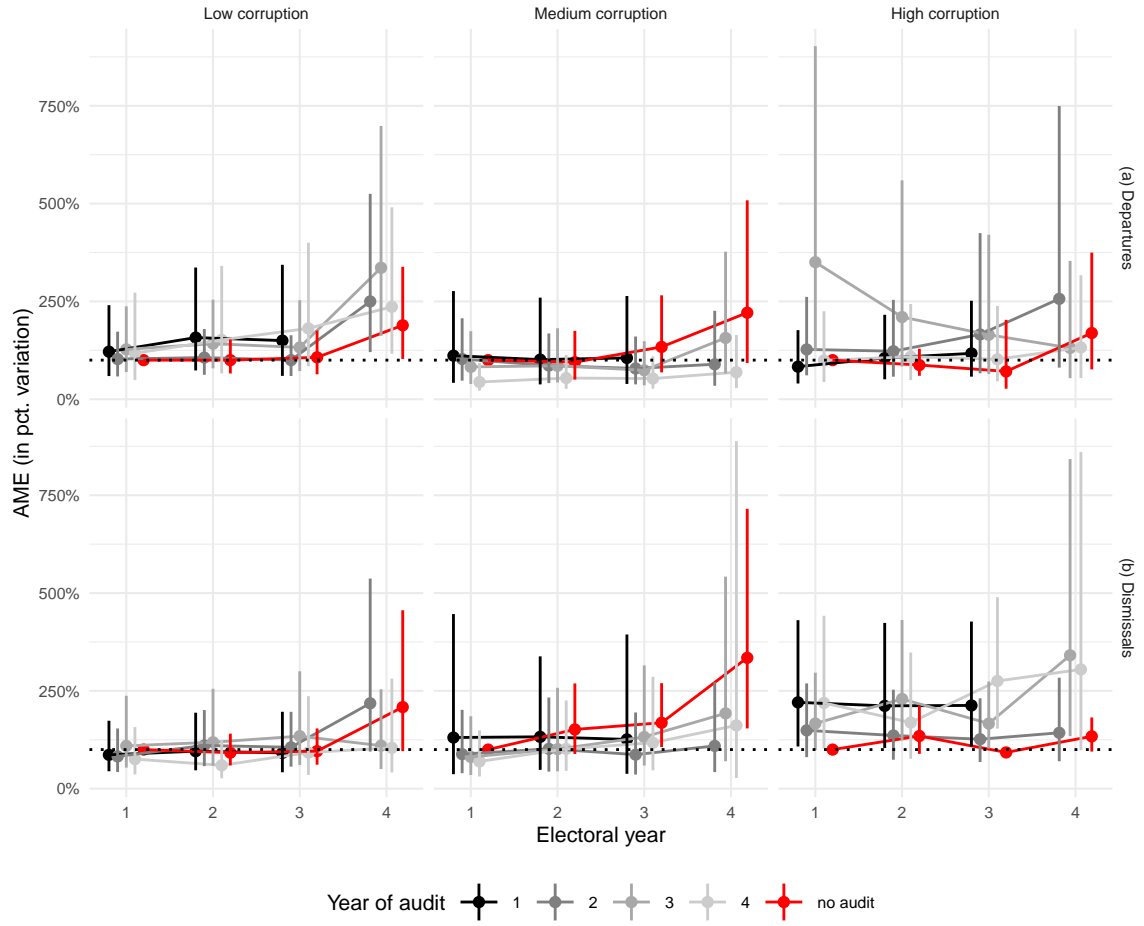 Low corruption Medium corruption High corruption
AME (in pct. variation)
750%
500%
250%
0%
(a) Departures
750%
500%
250%
0%
(b) Dismissals
1 2 3 4 1 2 3 4 1 2 3 4
Electoral year
Year of audit 1 2 3 4 no audit